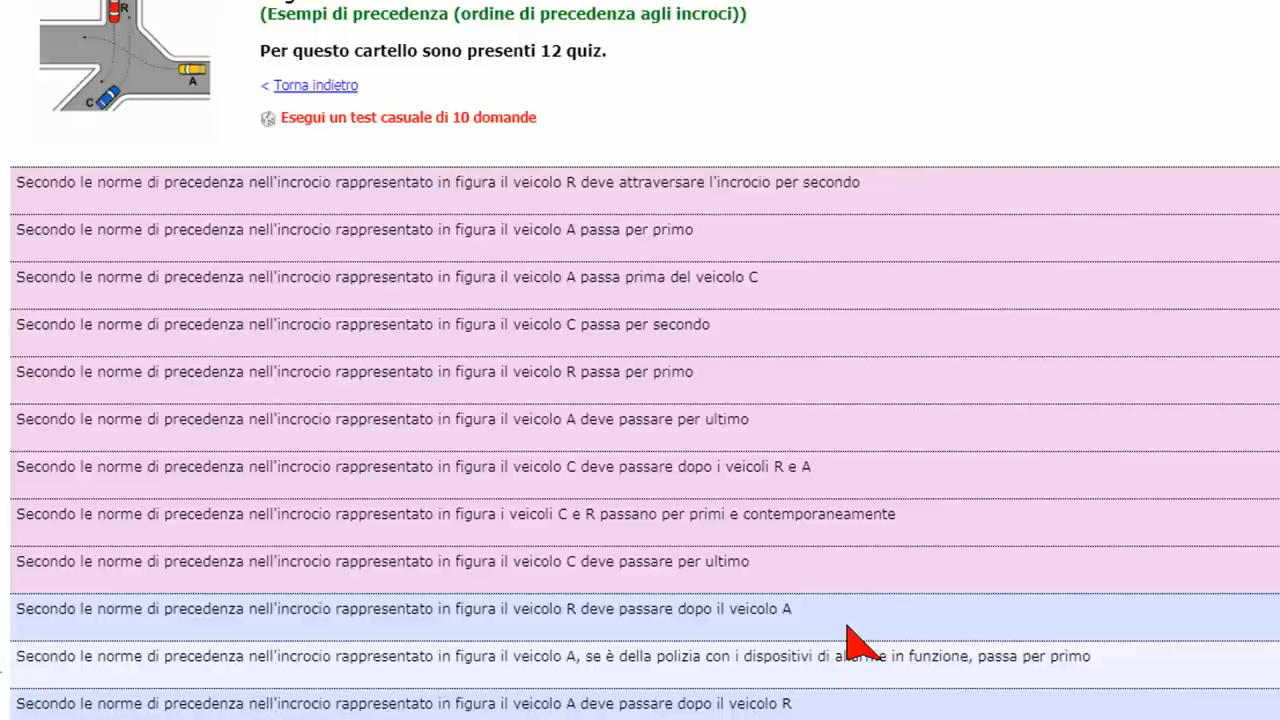 R
A
C
(Esempi di precedenza (ordine di precedenza agli incroci))
Per questo cartello sono presenti 12 quiz.
< Torna indietro
Esegui un test casuale di 10 domande
Secondo le norme di precedenza nell'incrocio rappresentato in figura il veicolo R deve attraversare l'incrocio per secondo
Secondo le norme di precedenza nell'incrocio rappresentato in figura il veicolo A passa per primo
Secondo le norme di precedenza nell'incrocio rappresentato in figura il veicolo A passa prima del veicolo C
Secondo le norme di precedenza nell'incrocio rappresentato in figura il veicolo C passa per secondo
Secondo le norme di precedenza nell'incrocio rappresentato in figura il veicolo R passa per primo
Secondo le norme di precedenza nell'incrocio rappresentato in figura il veicolo A deve passare per ultimo
Secondo le norme di precedenza nell'incrocio rappresentato in figura il veicolo C deve passare dopo i veicoli R e A
Secondo le norme di precedenza nell'incrocio rappresentato in figura i veicoli C e R passano per primi e contemporaneamente
Secondo le norme di precedenza nell'incrocio rappresentato in figura il veicolo C deve passare per ultimo
Secondo le norme di precedenza nell'incrocio rappresentato in figura il veicolo R deve passare dopo il veicolo A
Secondo le norme di precedenza nell'incrocio rappresentato in figura il veicolo A, se è della polizia con i dispositivi di allarme in funzione, passa per primo
Secondo le norme di precedenza nell'incrocio rappresentato in figura il veicolo A deve passare dopo il veicolo R